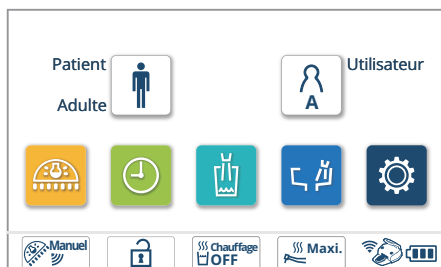 Patient
Adulte
Utilisateur
A
Manuel
Chauffage
OFF
Maxi.